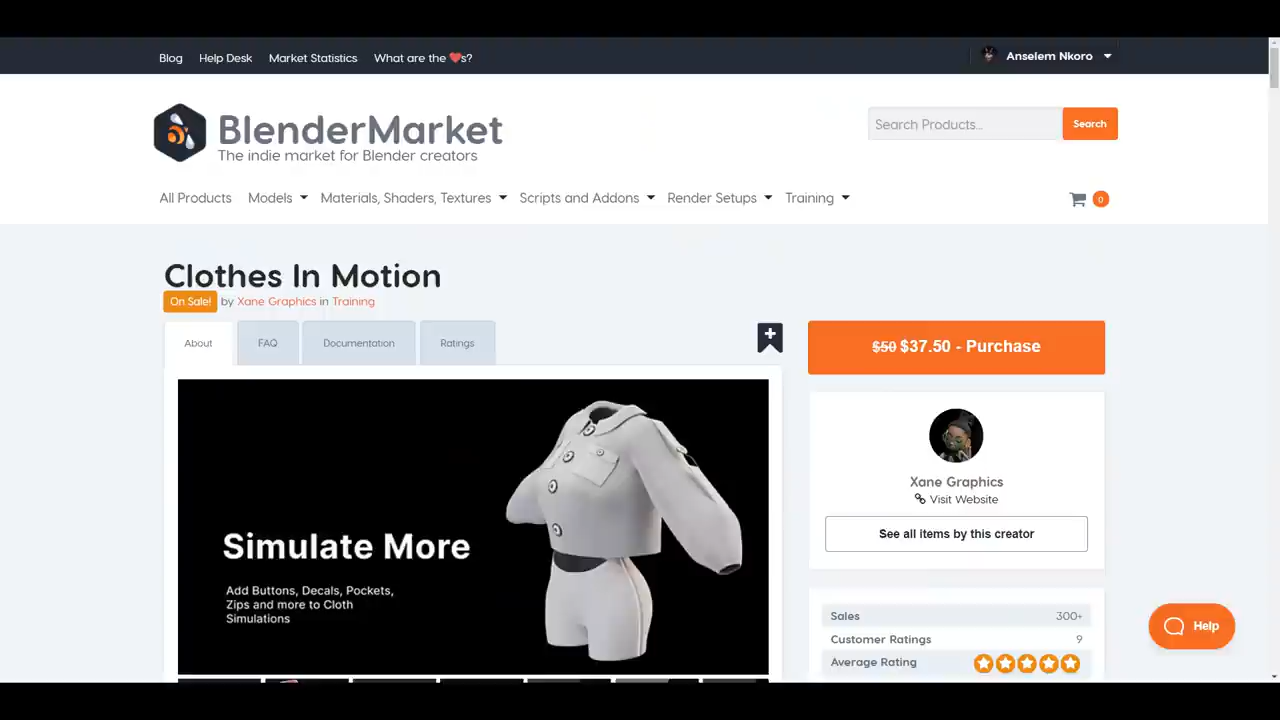 Blog Help Desk Market Statistics What are the ❤s? Anselem Nkoro
BlenderMarket
The indie market for Blender creators
Search Products... Search
All Products Models Materials, Shaders, Textures Scripts and Addons Render Setups Training 0
Clothes In Motion
On Sale! by Xane Graphics in Training
About FAQ Documentation Ratings
$50 $37.50 - Purchase
Simulate More
Add Buttons, Decals, Pockets,
Zips and more to Cloth
Simulations
Xane Graphics
Visit Website
See all items by this creator
Sales 300+
Customer Ratings 9
Average Rating
Help